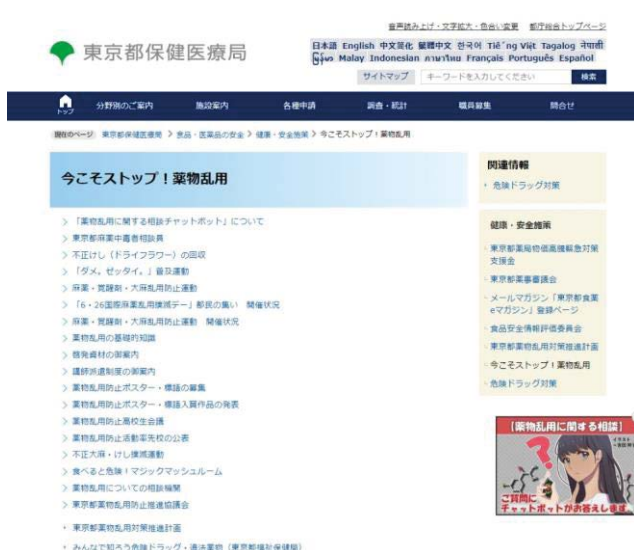 音声読み上げ・文字拡大・色合い変更 都庁総合トップページ
東京都保健医療局
日本語 English 中文简化 繁體中文 한국어 Tiê´ng Việt Tagalog नेपाली
မြန်မာ Malay Indonesian ภาษาไทย Français Português Español
サイトマップ キーワードを入力してください 検索
トップ 分野別のご案内 施設案内 各種申請 調査・統計 職員募集 問合せ
現在のページ 東京都保健医療局 > 食品・医薬品の安全 > 健康・安全施策 > 今こそストップ!薬物乱用
今こそストップ!薬物乱用
> 「薬物乱用に関する相談チャットボット」について
> 東京都麻薬中毒者相談員
> 不正けし(ドライフラワー)の回収
> 「ダメ。ゼッタイ。」普及運動
> 麻薬・覚醒剤・大麻乱用防止運動
> 「6・26国際麻薬乱用撲滅デー」都民の集い 開催状況
> 麻薬・覚醒剤・大麻乱用防止運動 開催状況
> 薬物乱用の基礎的知識
> 啓発資材の御案内
> 講師派遣制度の御案内
> 薬物乱用防止ポスター・標語の募集
> 薬物乱用防止ポスター・標語入賞作品の発表
> 薬物乱用防止高校生会議
> 薬物乱用防止活動率先校の公表
> 不正大麻・けし撲滅運動
> 食べると危険!マジックマッシュルーム
> 薬物乱用についての相談機関
> 東京都薬物乱用防止推進協議会
・ 東京都薬物乱用対策推進計画
・ みんなで知ろう危険ドラッグ・違法薬物(東京都福祉保健局)
関連情報
・ 危険ドラッグ対策
健康・安全施策
・東京都薬局物価高騰緊急対策
支援金
・東京都薬事審議会
・メールマガジン「東京都食薬
eマガジン」登録ページ
・食品安全情報評価委員会
・東京都薬物乱用対策推進計画
・今こそストップ!薬物乱用
・危険ドラッグ対策
【薬物乱用に関する相談】
ご質問に
チャットボットがお答えします